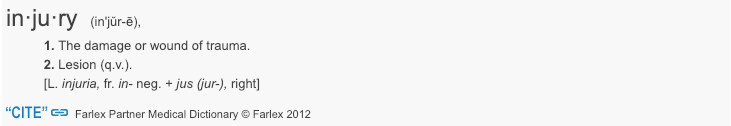 in·ju·ry (in'jŭr-ē),
1. The damage or wound of trauma.
2. Lesion (q.v.).
[L. injuria, fr. in- neg. + jus (jur-), right]
“CITE” Farlex Partner Medical Dictionary © Farlex 2012